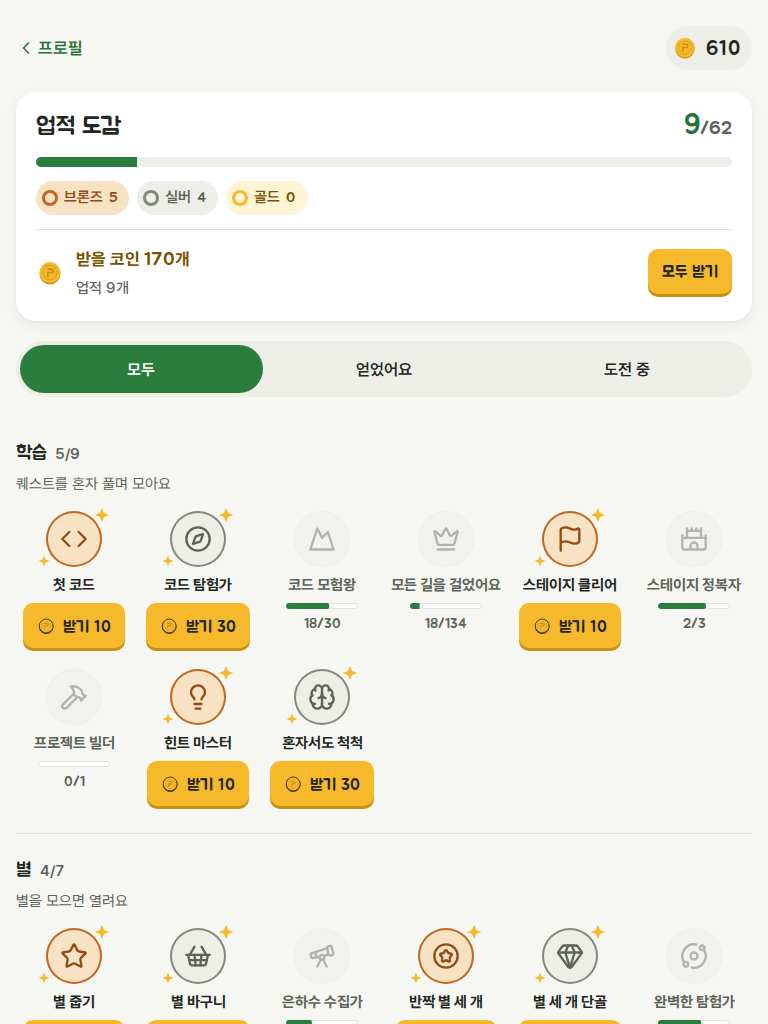 프로필
610
업적 도감
9/62
브론즈 5 실버 4 골드 0
받을 코인 170개
업적 9개
모두 받기
모두 얻었어요 도전 중
학습 5/9
퀘스트를 혼자 풀며 모아요
첫 코드 코드 탐험가 코드 모험왕 모든 길을 걸었어요 스테이지 클리어 스테이지 정복자
받기 10 받기 30 18/30 18/134 받기 10 2/3
프로젝트 빌더 힌트 마스터 혼자서도 척척
0/1 받기 10 받기 30
별 4/7
별을 모으면 열려요
별 줍기 별 바구니 은하수 수집가 반짝 별 세 개 별 세 개 단골 완벽한 탐험가